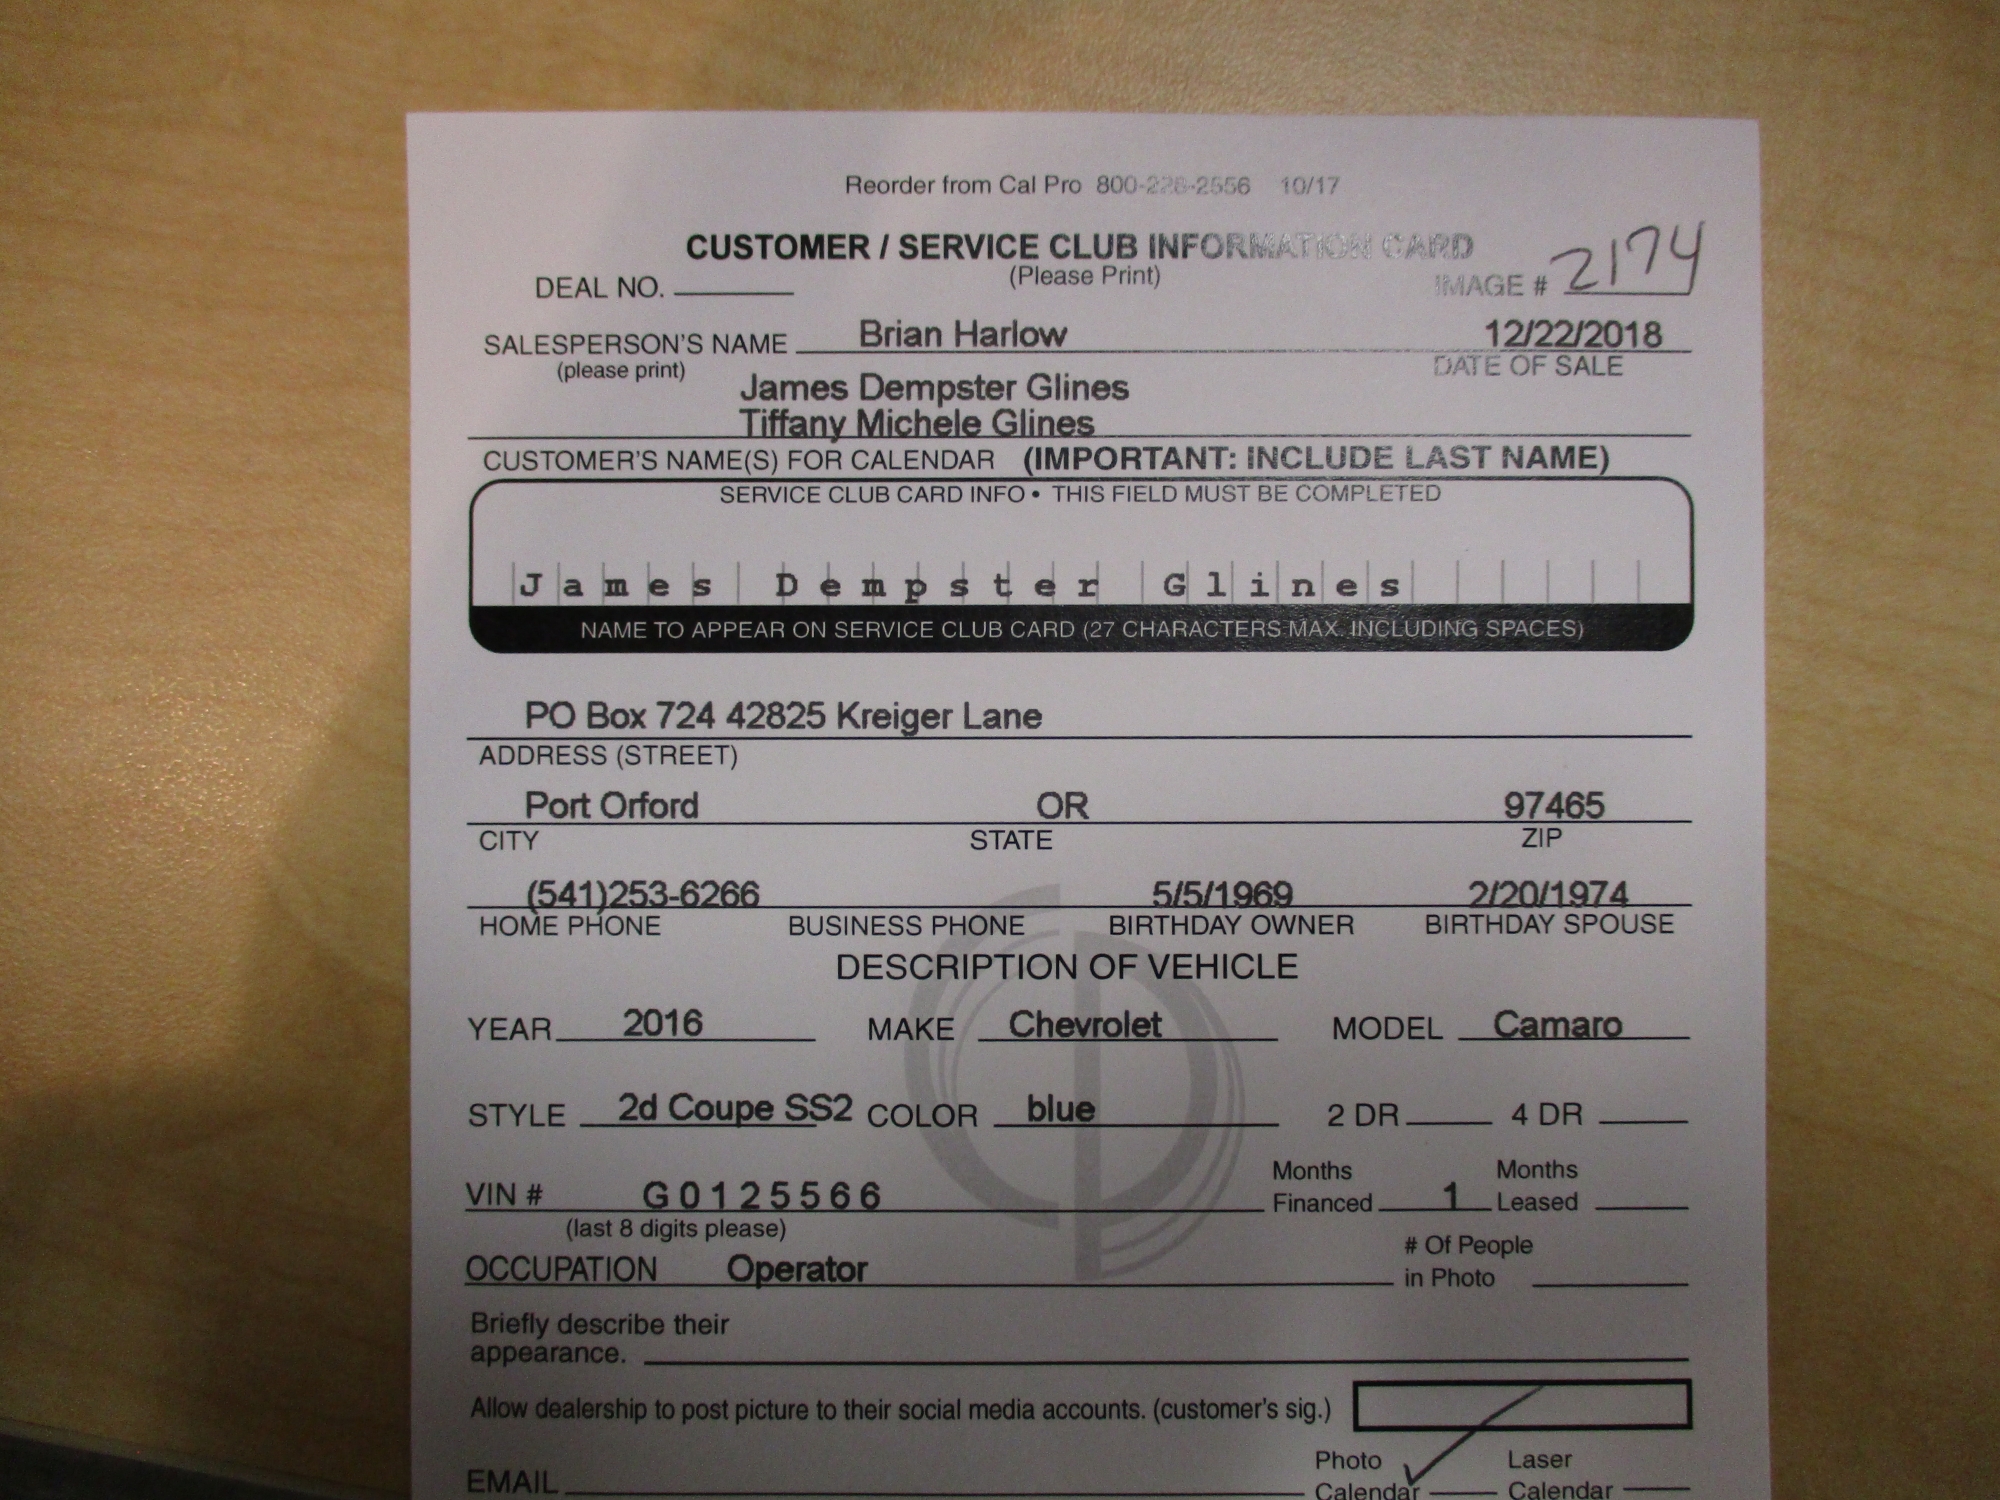 Reorder from Cal Pro 800-228-2556 10/17
CUSTOMER / SERVICE CLUB INFORMATION CARD
(Please Print)
DEAL NO. IMAGE # 2174
SALESPERSON'S NAME Brian Harlow 12/22/2018
(please print) DATE OF SALE
James Dempster Glines
Tiffany Michele Glines
CUSTOMER'S NAME(S) FOR CALENDAR (IMPORTANT: INCLUDE LAST NAME)
SERVICE CLUB CARD INFO • THIS FIELD MUST BE COMPLETED
James Dempster Glines
NAME TO APPEAR ON SERVICE CLUB CARD (27 CHARACTERS MAX. INCLUDING SPACES)
PO Box 724 42825 Kreiger Lane
ADDRESS (STREET)
Port Orford OR 97465
CITY STATE ZIP
(541)253-6266 5/5/1969 2/20/1974
HOME PHONE BUSINESS PHONE BIRTHDAY OWNER BIRTHDAY SPOUSE
DESCRIPTION OF VEHICLE
YEAR 2016 MAKE Chevrolet MODEL Camaro
STYLE 2d Coupe SS2 COLOR blue 2 DR 4 DR
VIN # G0125566 Months Financed 1 Months Leased
(last 8 digits please)
OCCUPATION Operator # Of People in Photo
Briefly describe their
appearance.
Allow dealership to post picture to their social media accounts. (customer's sig.)
EMAIL Photo Calendar Laser Calendar